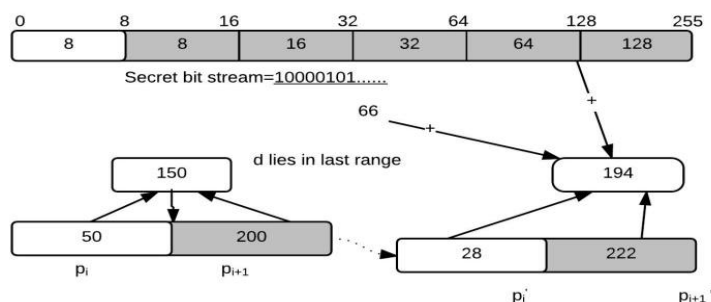 0 8 16 32 64 128 255
8 8 16 32 64 128
Secret bit stream=10000101......
66
+
+
150
d lies in last range
194
50 200
28 222
pi pi+1
pi' pi+1'